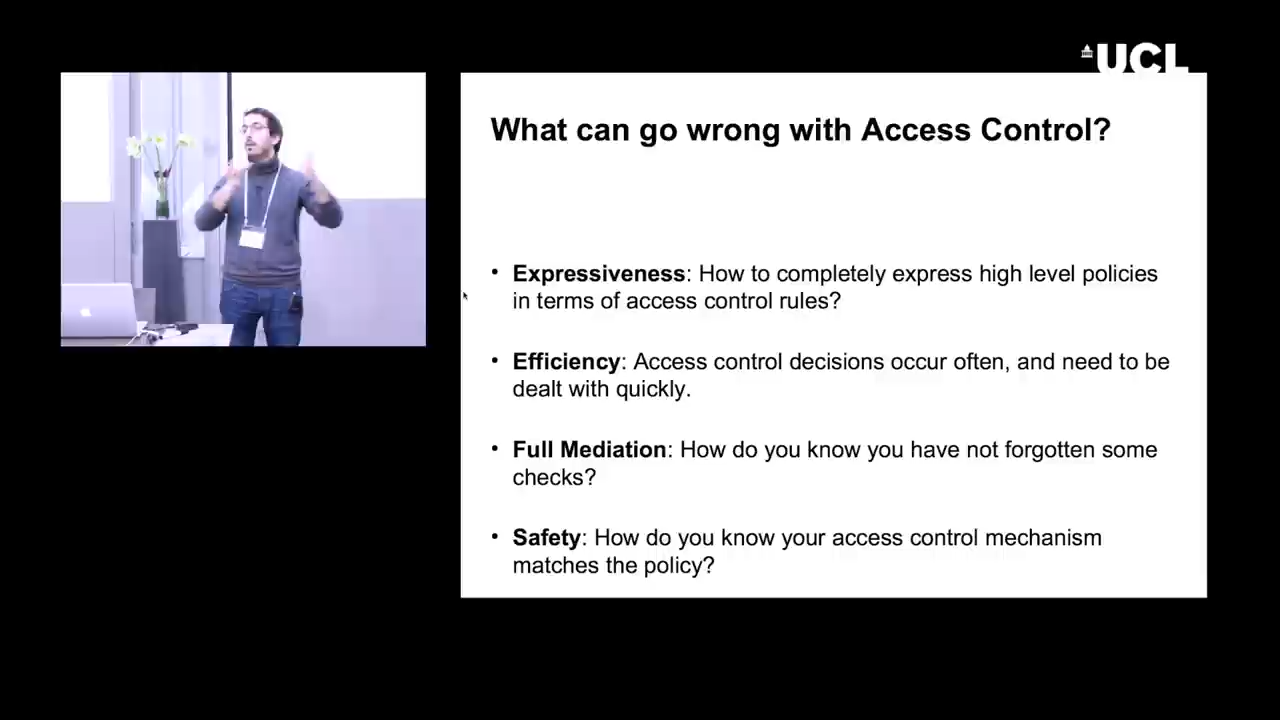 UCL
What can go wrong with Access Control?
• Expressiveness: How to completely express high level policies
in terms of access control rules?
• Efficiency: Access control decisions occur often, and need to be
dealt with quickly.
• Full Mediation: How do you know you have not forgotten some
checks?
• Safety: How do you know your access control mechanism
matches the policy?